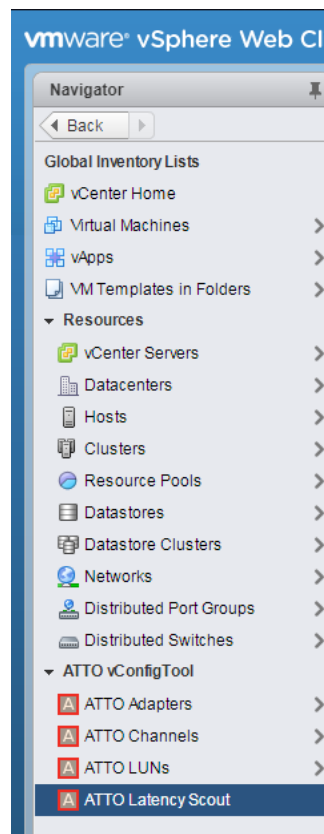 vmware® vSphere Web Cl
Navigator
Back
Global Inventory Lists
vCenter Home
Virtual Machines
vApps
VM Templates in Folders
Resources
vCenter Servers
Datacenters
Hosts
Clusters
Resource Pools
Datastores
Datastore Clusters
Networks
Distributed Port Groups
Distributed Switches
ATTO vConfigTool
A ATTO Adapters
A ATTO Channels
A ATTO LUNs
A ATTO Latency Scout